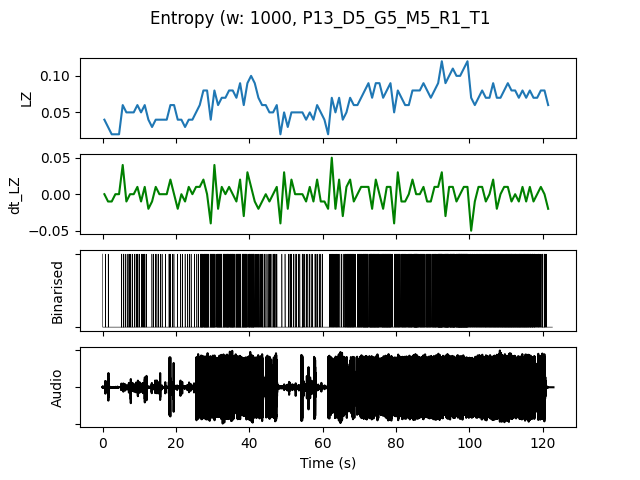 Entropy (w: 1000, P13_D5_G5_M5_R1_T1
LZ
0.10
0.05
dt_LZ
0.05
0.00
−0.05
Binarised
Audio
0 20 40 60 80 100 120
Time (s)